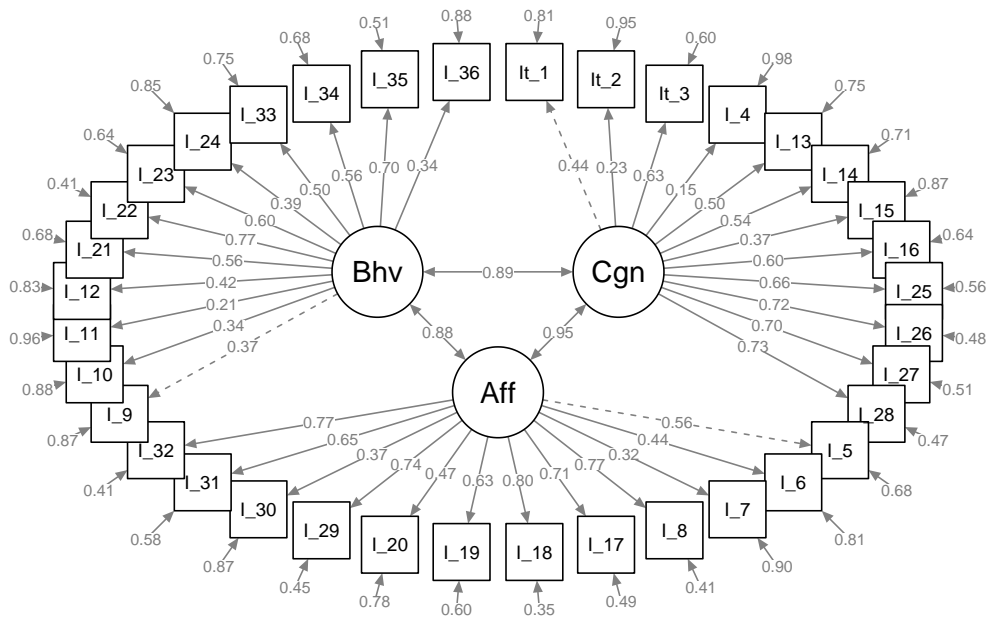 0.51 0.88 0.81 0.95
0.68 0.60
0.75 0.98
0.85 0.75
I_36 It_1
I_35 It_2
I_34 It_3
I_33 I_4
0.64 0.71
I_24 I_13
0.41 0.87
I_23 I_14
0.56 0.70 0.34 0.44 0.23 0.63
0.50 0.15
0.39 0.50
I_22 I_15
0.60 0.54
0.68 0.64
0.77 0.37
I_21 I_16
0.56 0.60
Bhv 0.89 Cgn
0.42 0.66
0.83 I_12 I_25 0.56
0.21 0.72
0.34 0.70
0.96 I_11 I_26 0.48
0.37 0.88 0.95 0.73
I_10 I_27
0.88 0.51
Aff
I_9 I_28
0.77 0.56
0.87 0.65 0.44 0.47
I_32 0.37 0.32 I_5
0.74 0.47 0.63 0.80 0.71 0.77
0.41 I_31 I_6 0.68
I_30 I_7
I_29 I_8
0.58 0.81
I_20 I_17
I_19 I_18
0.87 0.90
0.45 0.41
0.78 0.49
0.60 0.35